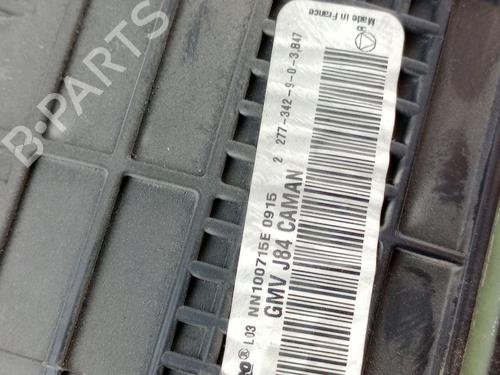 Made in France
2 277-342-9-0-3,847
GMV J84 CAMAN
NN100715E 0915
® L03
B-PARTS